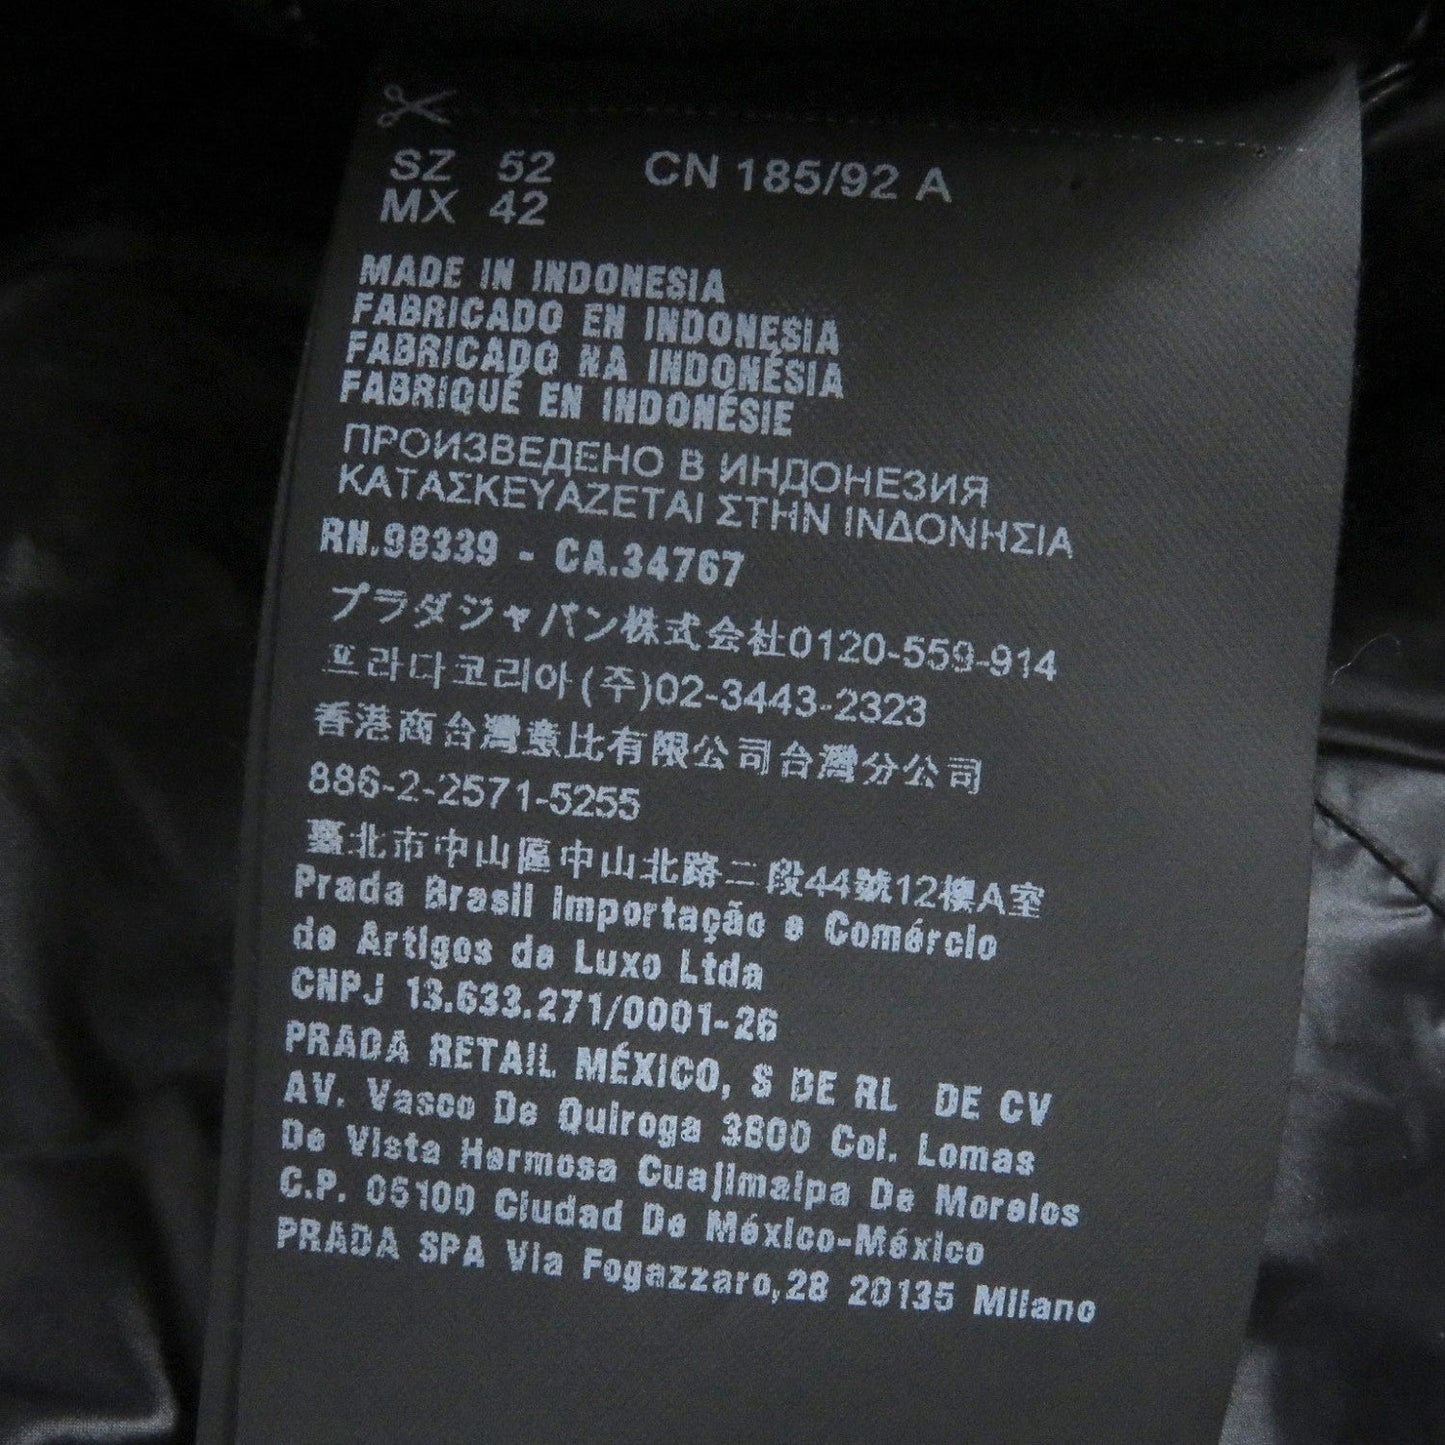 SZ 52 CN 185/92 A
MX 42
MADE IN INDONESIA
FABRICADO EN INDONESIA
FABRICADO NA INDONÉSIA
FABRIQUÉ EN INDONÉSIE
ПРОИЗВЕДЕНО В ИНДОНЕЗИЯ
ΚΑΤΑΣΚΕΥΑΖΕΤΑΙ ΣΤΗΝ ΙΝΔΟΝΗΣΙΑ
RN.98339 - CA.34767
プラダジャパン株式会社0120-559-914
프라다코리아(주)02-3443-2323
香港商台灣意比有限公司台灣分公司
886-2-2571-5255
臺北市中山區中山北路二段44號12樓A室
Prada Brasil Importação e Comércio
de Artigos de Luxo Ltda
CNPJ 13.633.271/0001-26
PRADA RETAIL MÉXICO, S DE RL DE CV
AV. Vasco De Quiroga 3800 Col. Lomas
De Vista Hermosa Cuajimalpa De Morelos
C.P. 05100 Ciudad De México-México
PRADA SPA Via Fogazzaro,28 20135 Milano